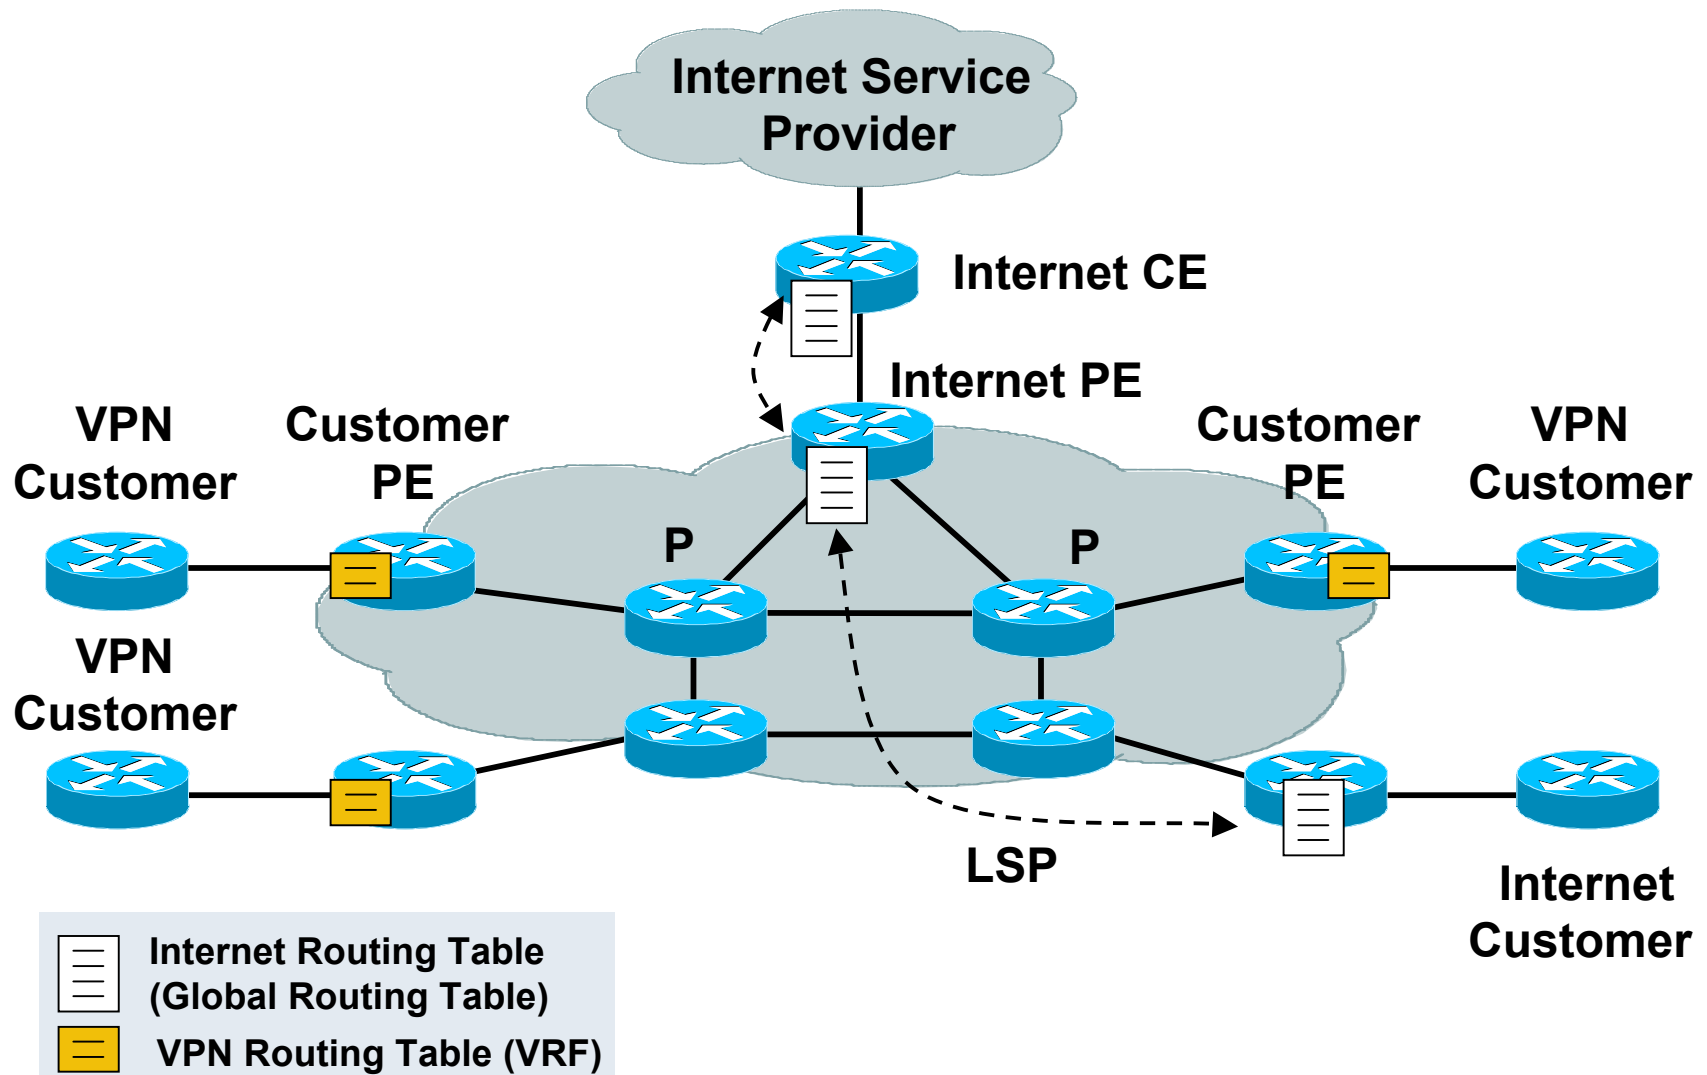 Internet Service
Provider
Internet CE
Internet PE
VPN
Customer
Customer
PE
Customer
PE
VPN
Customer
P
P
VPN
Customer
LSP
Internet
Customer
Internet Routing Table
(Global Routing Table)
VPN Routing Table (VRF)